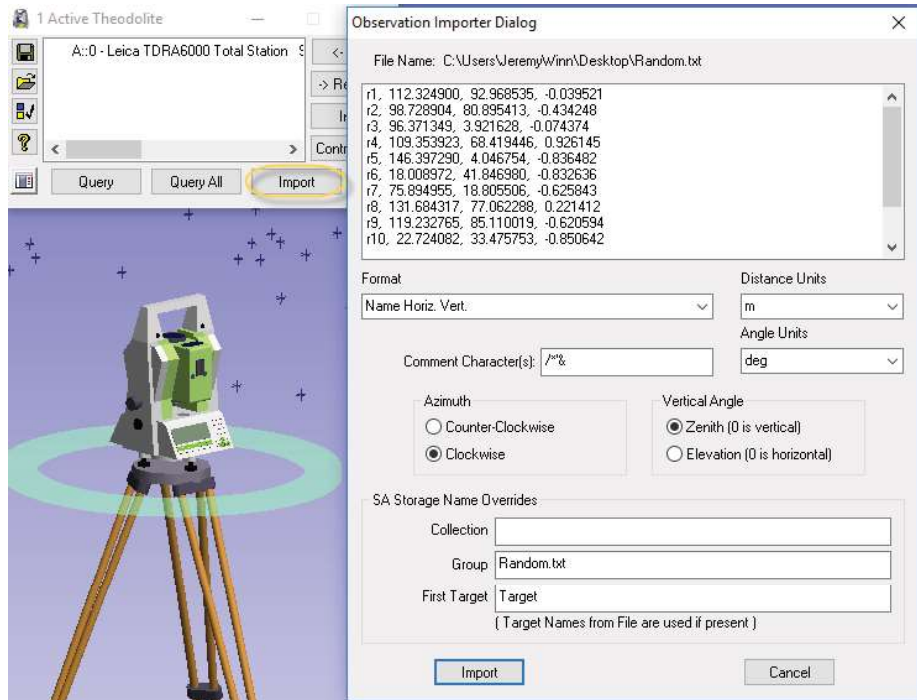 1 Active Theodolite
A::0 - Leica TDRA6000 Total Station
<-
-> Re
Contr
Query
Query All
Import
Observation Importer Dialog
File Name: C:\Users\JeremyWinn\Desktop\Random.txt
r1, 112.324900, 92.968535, -0.039521
r2, 98.728904, 80.895413, -0.434248
r3, 96.371349, 3.921628, -0.074374
r4, 109.353923, 68.419446, 0.926145
r5, 146.397290, 4.046754, -0.836482
r6, 18.008972, 41.846980, -0.832636
r7, 75.894955, 18.805506, -0.625843
r8, 131.684317, 77.062288, 0.221412
r9, 119.232765, 85.110019, -0.620594
r10, 22.724082, 33.475753, -0.850642
Format
Distance Units
Name Horiz. Vert.
m
Angle Units
Comment Character(s):
deg
Azimuth
Vertical Angle
Counter-Clockwise
Zenith (0 is vertical)
Clockwise
Elevation (0 is horizontal)
SA Storage Name Overrides
Collection
Group Random.txt
First Target Target
( Target Names from File are used if present )
Import
Cancel